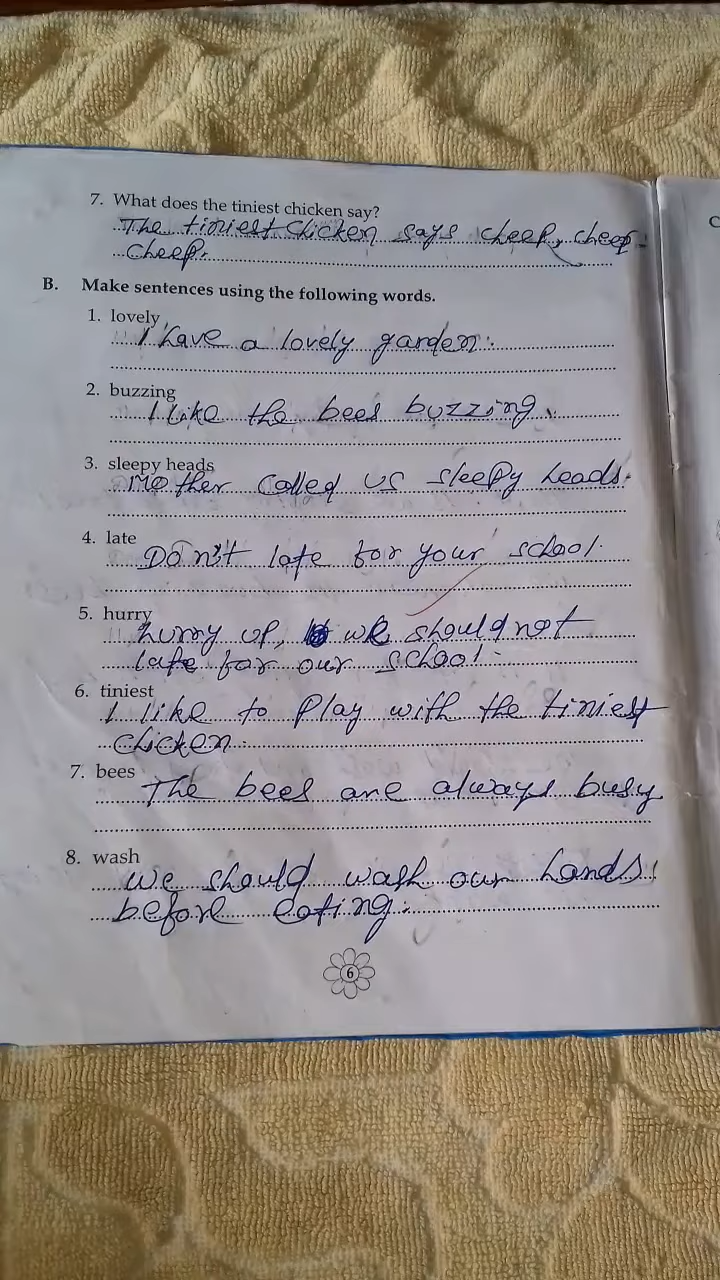 7. What does the tiniest chicken say?
The tiniest chicken says cheep, cheep
cheep.
B. Make sentences using the following words.
1. lovely
I have a lovely garden.
2. buzzing
I like the bees buzzing.
3. sleepy heads
Mother called us sleepy heads.
4. late
Don't late for your school.
5. hurry
hurry up, we should not
late for our school.
6. tiniest
I like to play with the tiniest
chicken.
7. bees
The bees are always busy
8. wash
we should wash our hands
before eating.
6
C